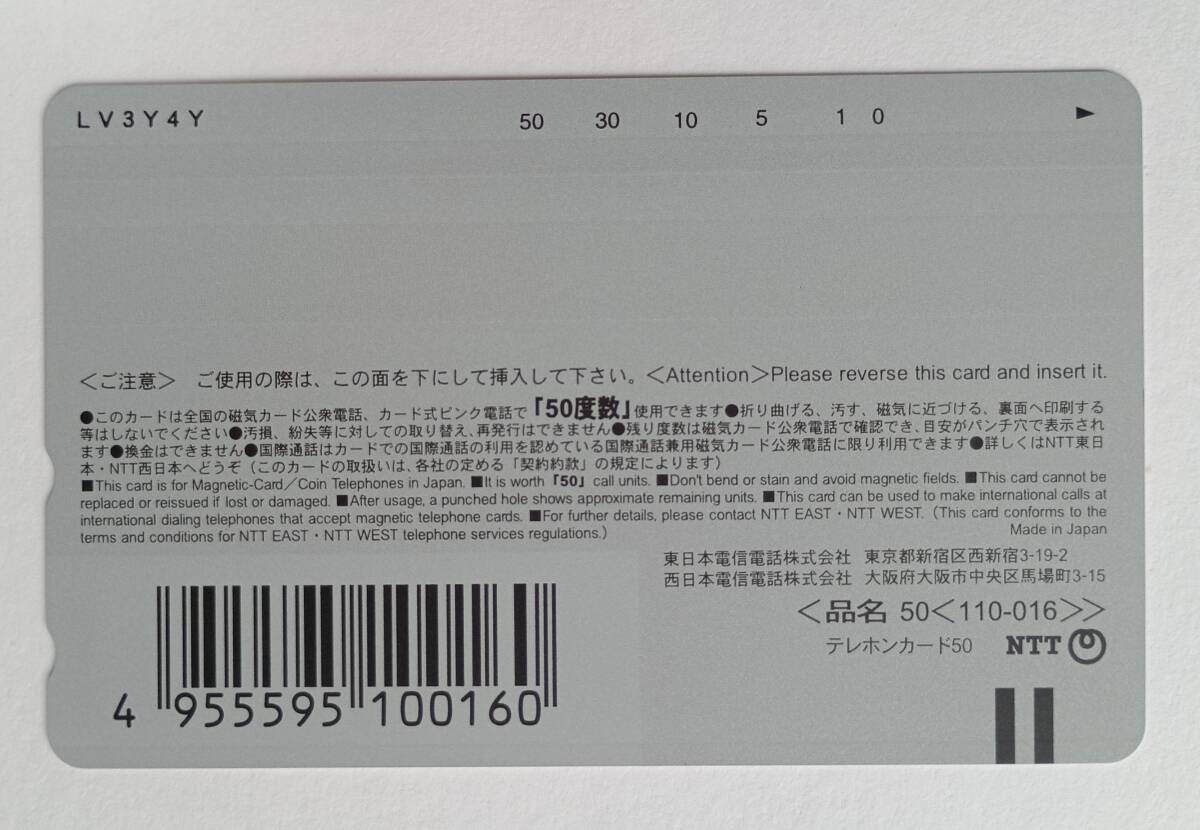 LV3Y4Y 50 30 10 5 1 0 ►
＜ご注意＞ ご使用の際は、この面を下にして挿入して下さい。＜Attention＞Please reverse this card and insert it.
●このカードは全国の磁気カード公衆電話、カード式ピンク電話で「50度数」使用できます●折り曲げる、汚す、磁気に近づける、裏面へ印刷する
等はしないでください●汚損、紛失等に対しての取り替え、再発行はできません●残り度数は磁気カード公衆電話で確認でき、目安がパンチ穴で表示され
ます●換金はできません●国際通話はカードでの国際通話の利用を認めている国際通話兼用磁気カード公衆電話に限り利用できます●詳しくはNTT東日
本・NTT西日本へどうぞ（このカードの取扱いは、各社の定める「契約約款」の規定によります）
■This card is for Magnetic-Card／Coin Telephones in Japan. ■It is worth「50」call units. ■Don't bend or stain and avoid magnetic fields. ■This card cannot be
replaced or reissued if lost or damaged. ■After usage, a punched hole shows approximate remaining units. ■This card can be used to make international calls at
international dialing telephones that accept magnetic telephone cards. ■For further details, please contact NTT EAST・NTT WEST.（This card conforms to the
terms and conditions for NTT EAST・NTT WEST telephone services regulations.） Made in Japan
東日本電信電話株式会社 東京都新宿区西新宿3-19-2
西日本電信電話株式会社 大阪府大阪市中央区馬場町3-15
＜品名 50＜110-016＞＞
テレホンカード50 NTT
4 955595 100160